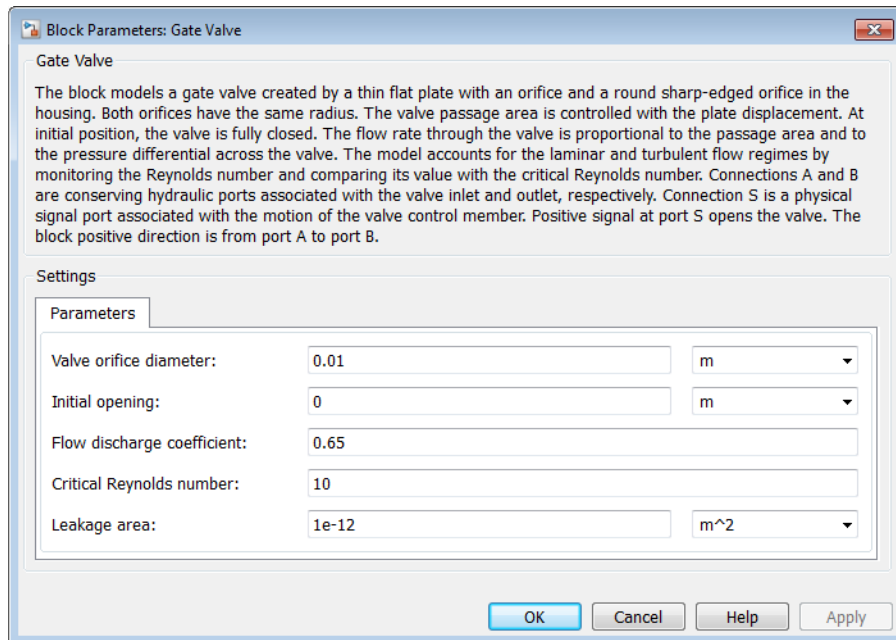 Block Parameters: Gate Valve
Gate Valve
The block models a gate valve created by a thin flat plate with an orifice and a round sharp-edged orifice in the
housing. Both orifices have the same radius. The valve passage area is controlled with the plate displacement. At
initial position, the valve is fully closed. The flow rate through the valve is proportional to the passage area and to
the pressure differential across the valve. The model accounts for the laminar and turbulent flow regimes by
monitoring the Reynolds number and comparing its value with the critical Reynolds number. Connections A and B
are conserving hydraulic ports associated with the valve inlet and outlet, respectively. Connection S is a physical
signal port associated with the motion of the valve control member. Positive signal at port S opens the valve. The
block positive direction is from port A to port B.
Settings
Parameters
Valve orifice diameter: 0.01 m
Initial opening: 0 m
Flow discharge coefficient: 0.65
Critical Reynolds number: 10
Leakage area: 1e-12 m^2
OK Cancel Help Apply